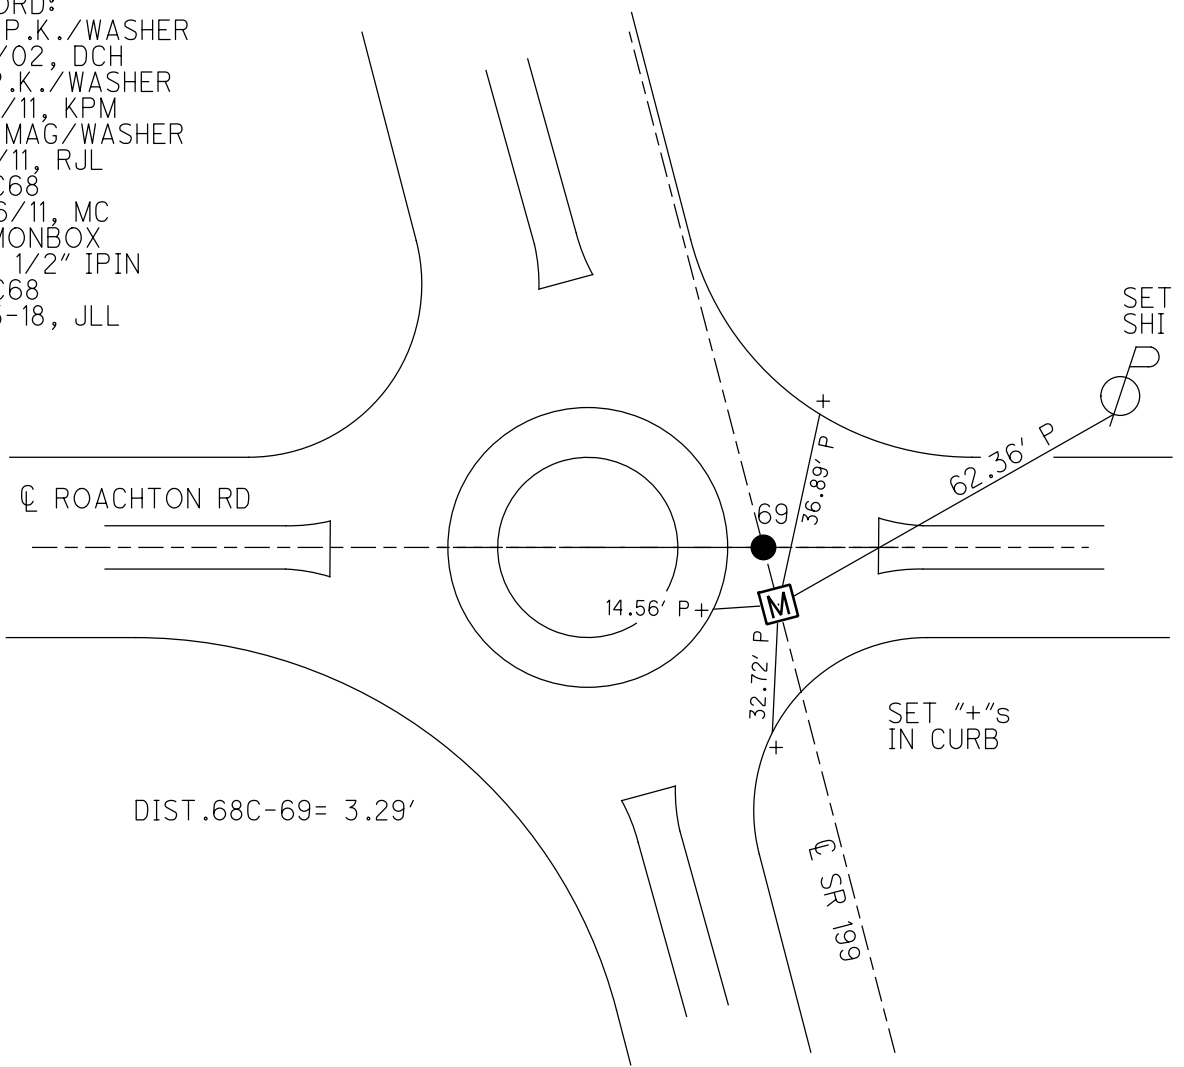 ORD:
P.K./WASHER
/02, DCH
P.K./WASHER
/11, KPM
MAG/WASHER
/11, RJL
C68
6/11, MC
MONBOX
1/2" IPIN
C68
5-18, JLL
SET
SHI
62.36' P
36.89' P
℄ ROACHTON RD
69
M
14.56' P
32.72' P
SET "+"s
IN CURB
DIST.68C-69= 3.29'
℄ SR 199